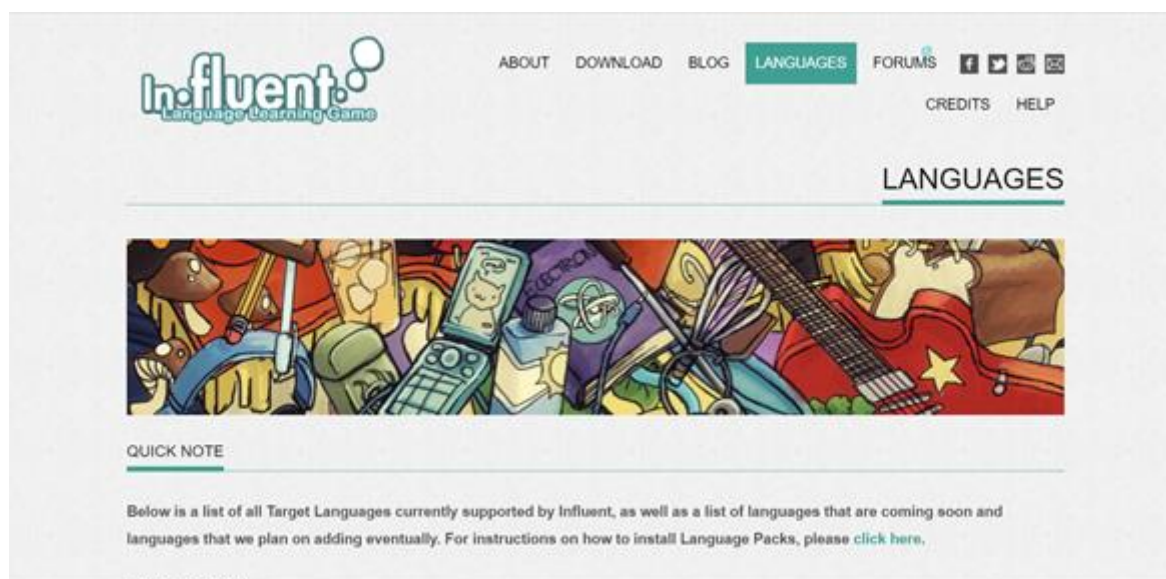 In·fluent
Language Learning Game
ABOUT DOWNLOAD BLOG LANGUAGES FORUMS
CREDITS HELP
LANGUAGES
ELECTRON
QUICK NOTE
Below is a list of all Target Languages currently supported by Influent, as well as a list of languages that are coming soon and
languages that we plan on adding eventually. For instructions on how to install Language Packs, please click here.